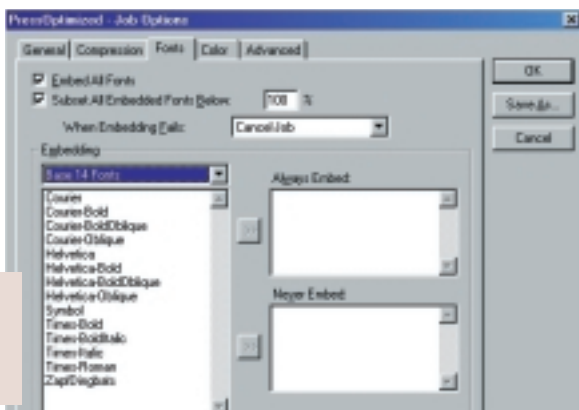 PressOptimized - Job Options
General Compression Fonts Color Advanced
Embed All Fonts
Subset All Embedded Fonts Below: 100 %
When Embedding Fails: Cancel Job
Embedding
Base 14 Fonts
Courier
Courier-Bold
Courier-BoldOblique
Courier-Oblique
Helvetica
Helvetica-Bold
Helvetica-BoldOblique
Helvetica-Oblique
Symbol
Times-Bold
Times-BoldItalic
Times-Italic
Times-Roman
ZapfDingbats
>>
>>
Always Embed:
Never Embed:
OK
Save As...
Cancel